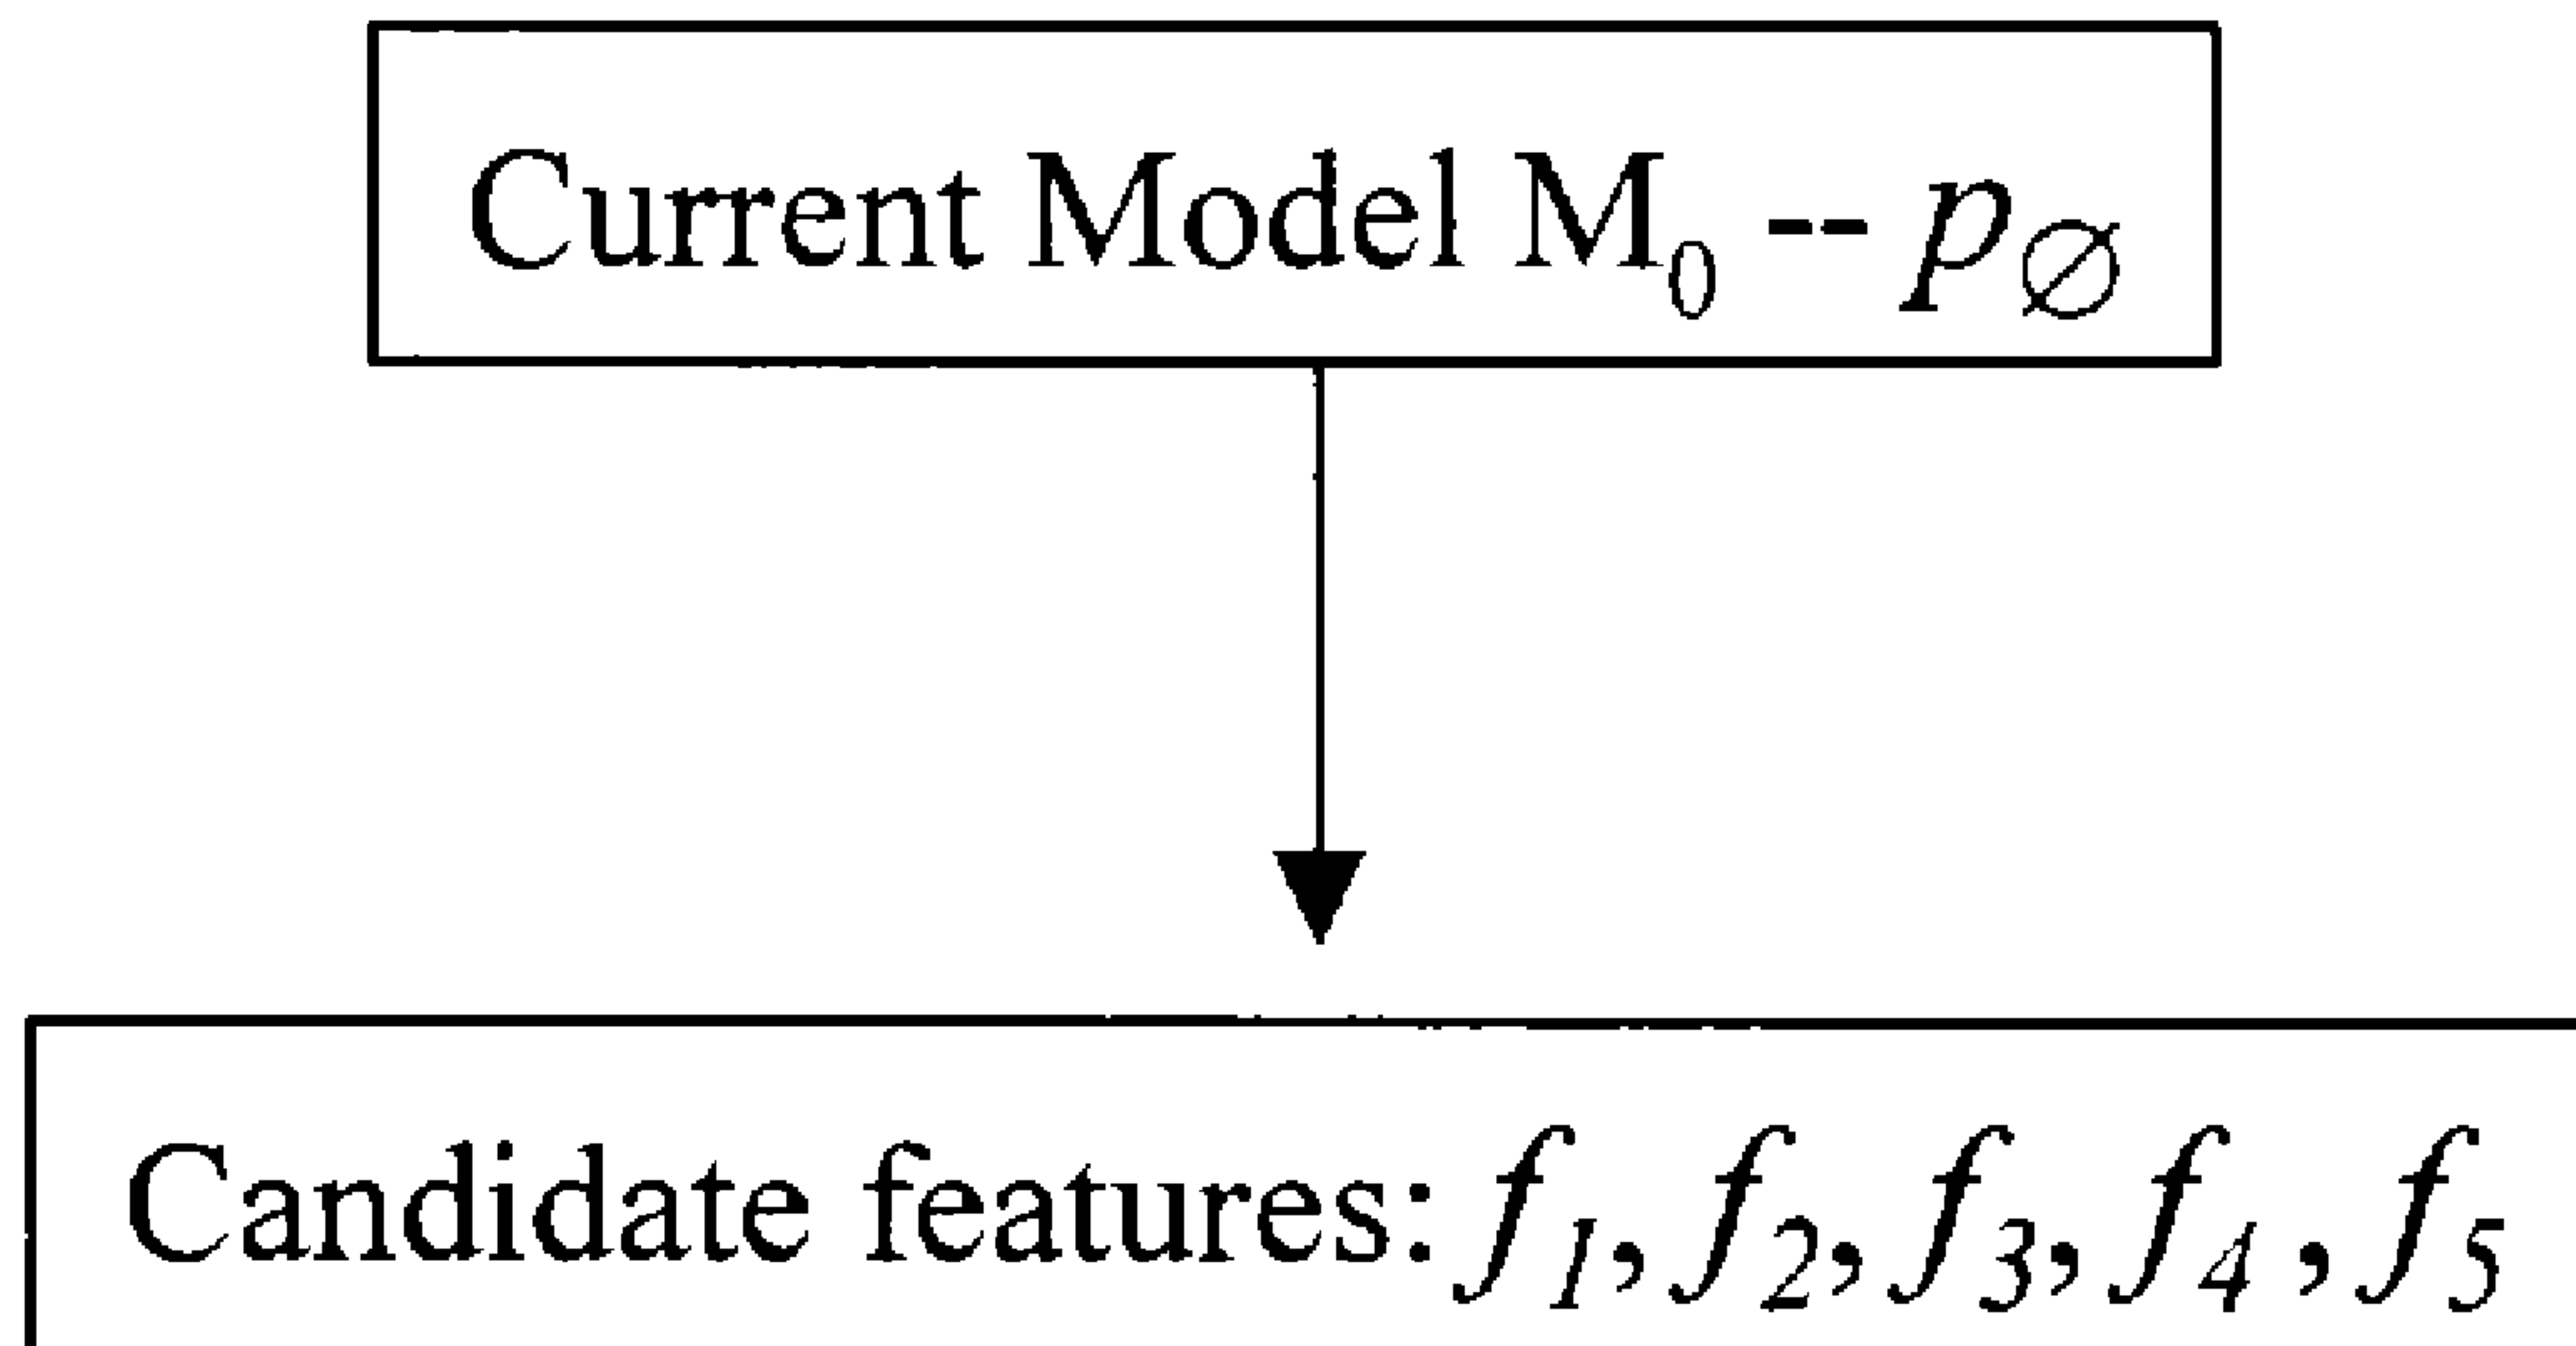 Current Model M₀ -- p∅
Candidate features: f₁, f₂, f₃, f₄ , f₅